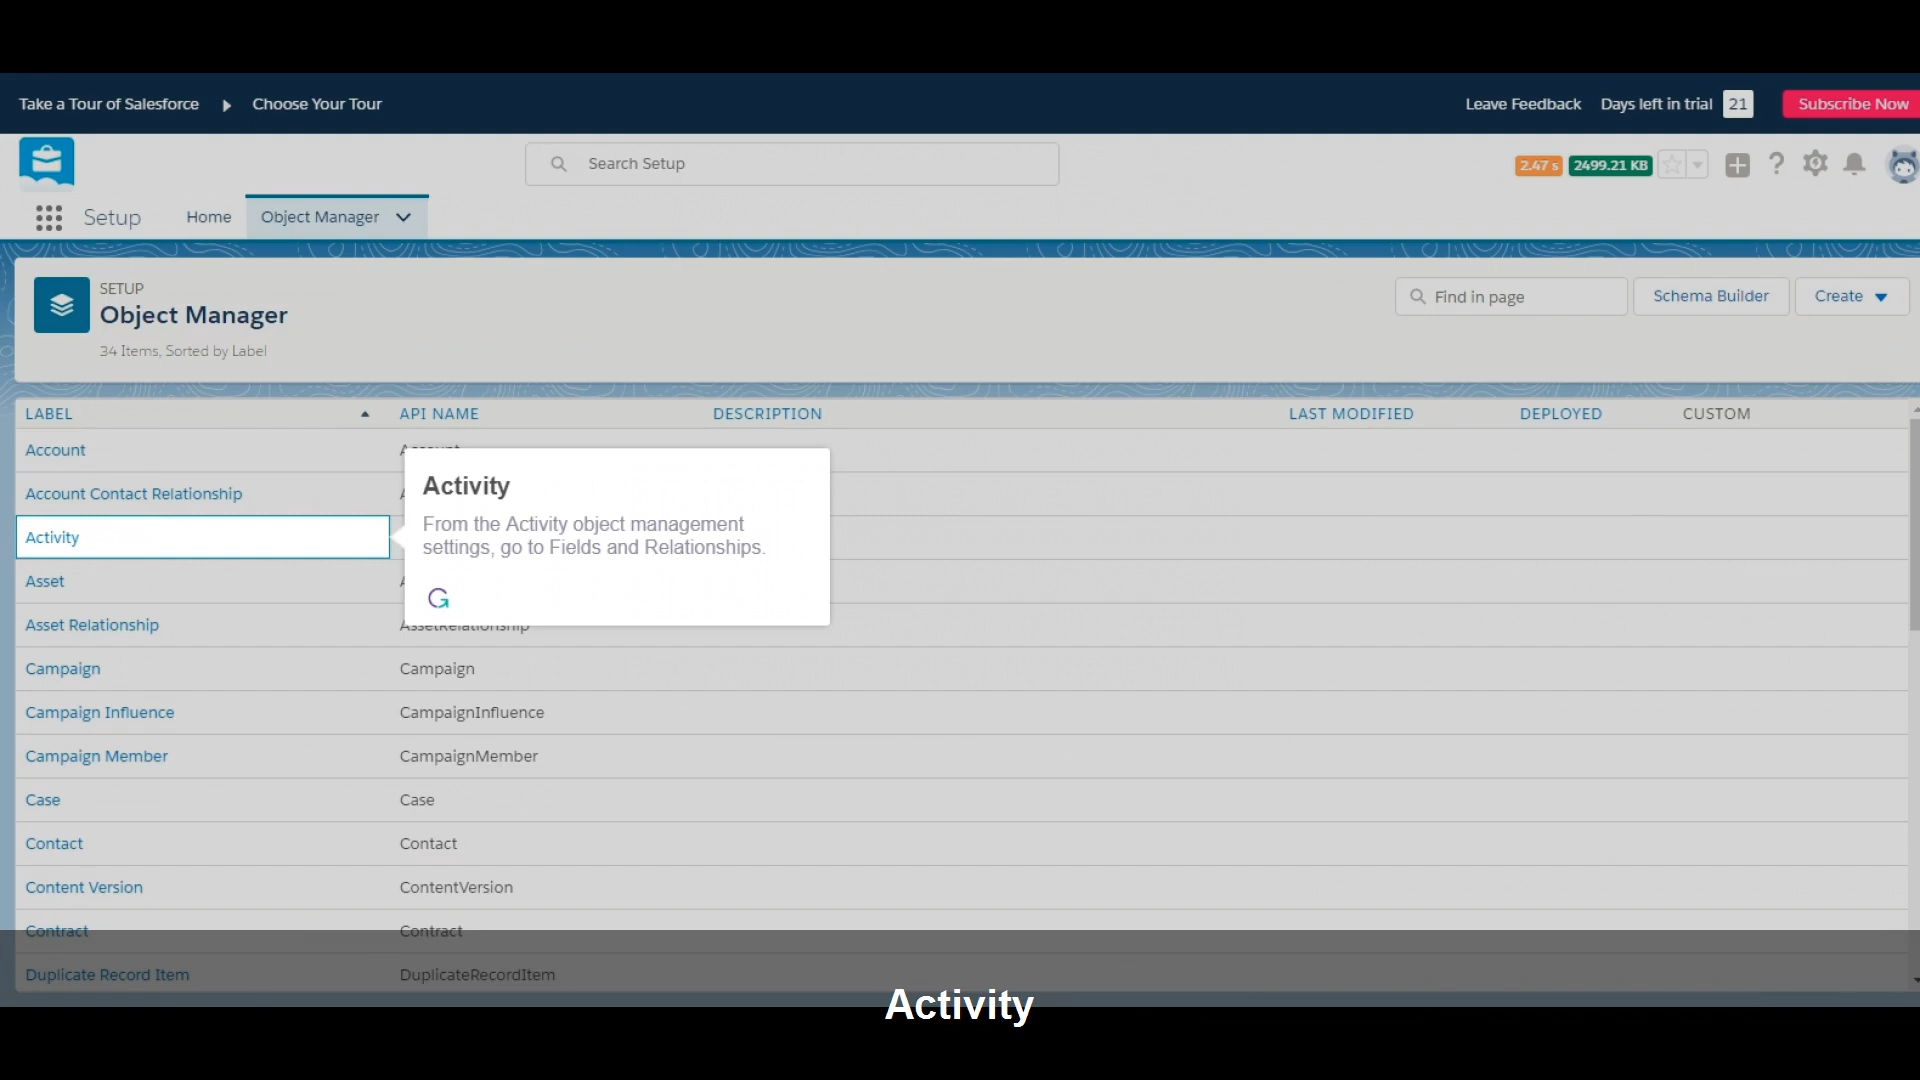 Take a Tour of Salesforce ▶ Choose Your Tour
Leave Feedback Days left in trial 21 Subscribe Now
Search Setup
2.47 s 2499.21 KB
Setup Home Object Manager
SETUP
Object Manager
34 Items, Sorted by Label
Find in page Schema Builder Create
LABEL API NAME DESCRIPTION LAST MODIFIED DEPLOYED CUSTOM
Account Account
Account Contact Relationship
Activity
Activity
From the Activity object management
settings, go to Fields and Relationships.
Asset
Asset Relationship AssetRelationship
Campaign Campaign
Campaign Influence CampaignInfluence
Campaign Member CampaignMember
Case Case
Contact Contact
Content Version ContentVersion
Contract Contract
Duplicate Record Item DuplicateRecordItem
Activity